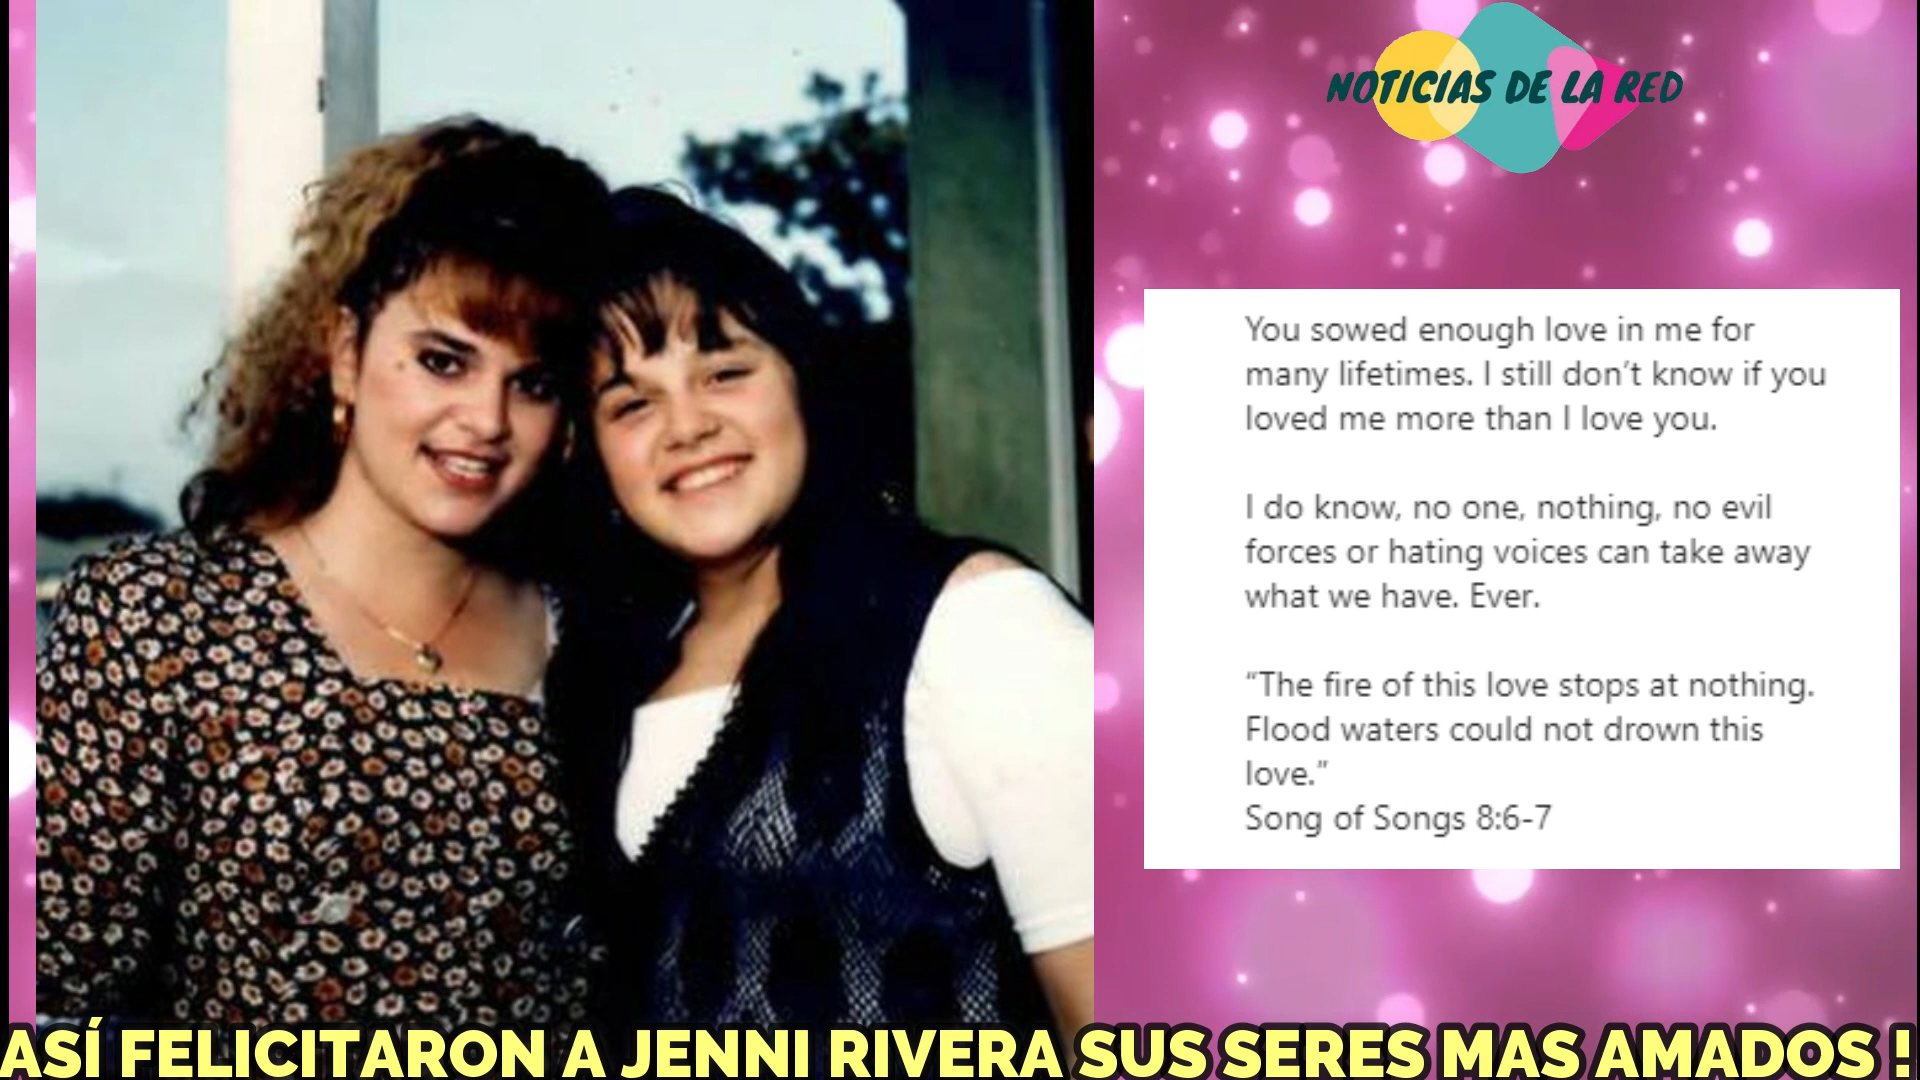 NOTICIAS DE LA RED
You sowed enough love in me for
many lifetimes. I still don’t know if you
loved me more than I love you.
I do know, no one, nothing, no evil
forces or hating voices can take away
what we have. Ever.
“The fire of this love stops at nothing.
Flood waters could not drown this
love.”
Song of Songs 8:6-7
ASÍ FELICITARON A JENNI RIVERA SUS SERES MAS AMADOS !